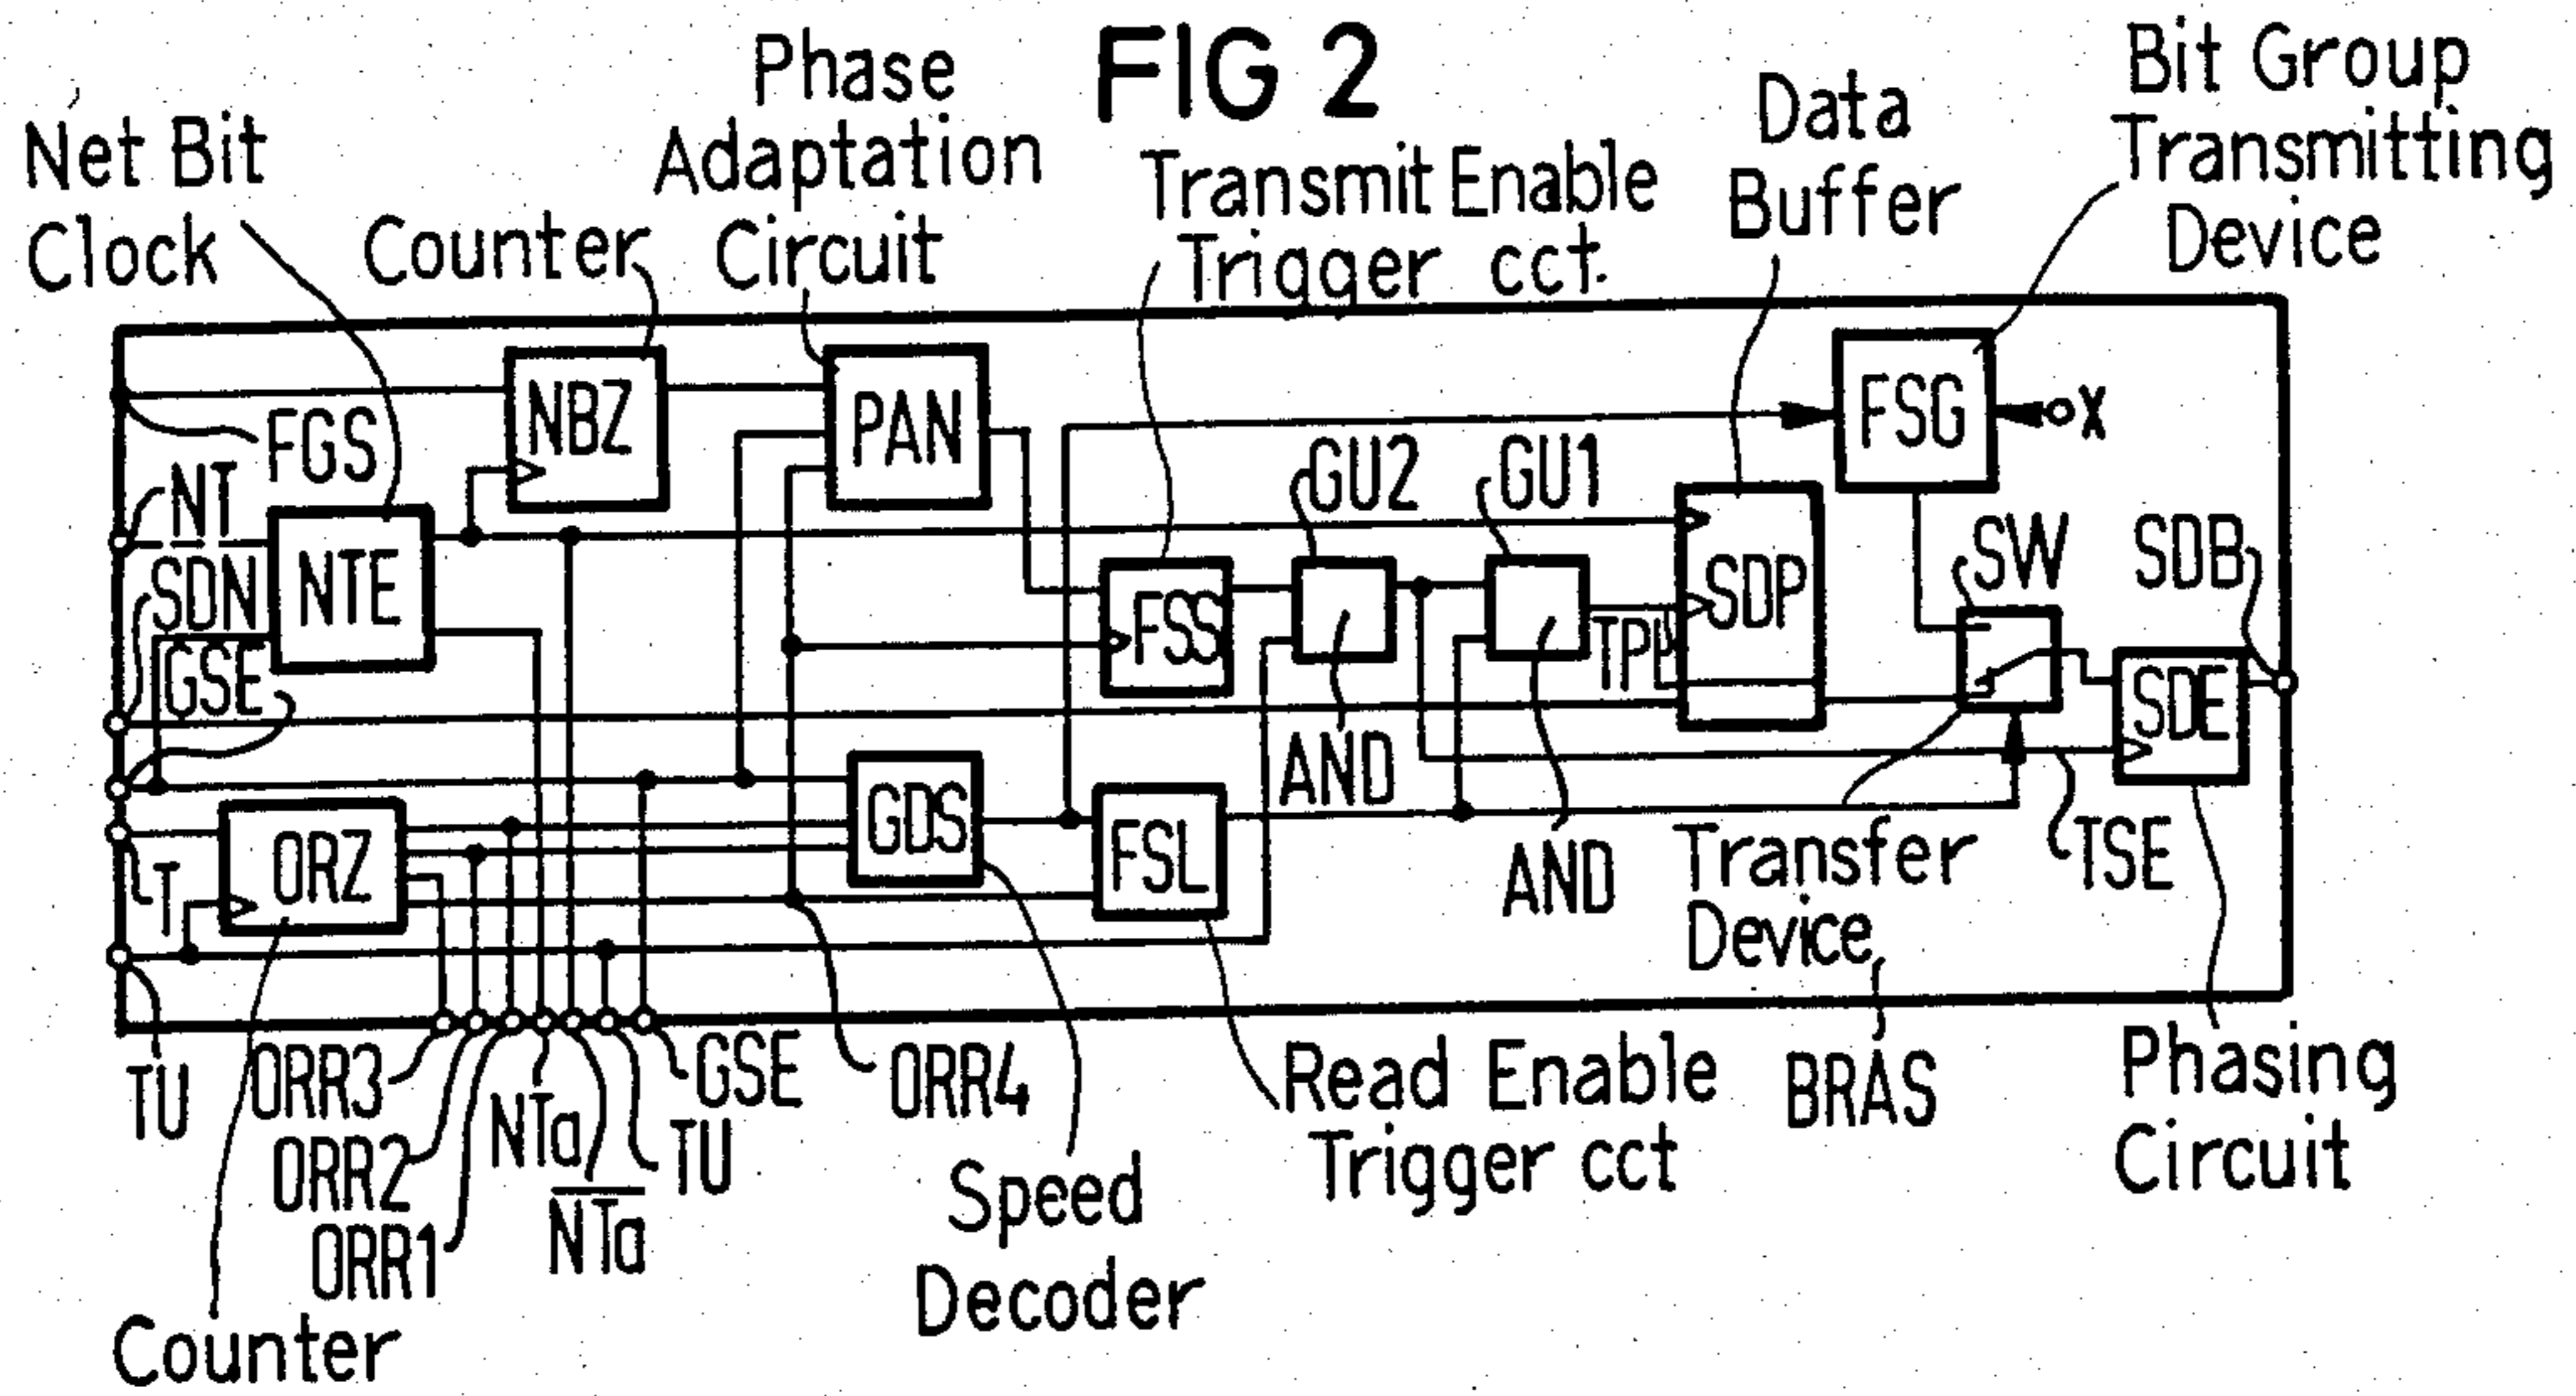 FIG 2
Net Bit
Clock
Counter
Phase
Adaptation
Circuit
Transmit Enable
Trigger cct.
Data
Buffer
Bit Group
Transmitting
Device
FGS
NT
SDN
GSE
NTE
NBZ
PAN
FSS
GU2
GU1
AND
AND
TPL
SDP
FSG
X
SW
SDB
SDE
TSE
T
ORZ
GDS
FSL
Transfer
Device
TU
ORR3
ORR2
ORR1
NTa
N̅T̅a̅
TU
GSE
ORR4
Speed
Decoder
Read Enable
Trigger cct
BRAS
Phasing
Circuit
Counter